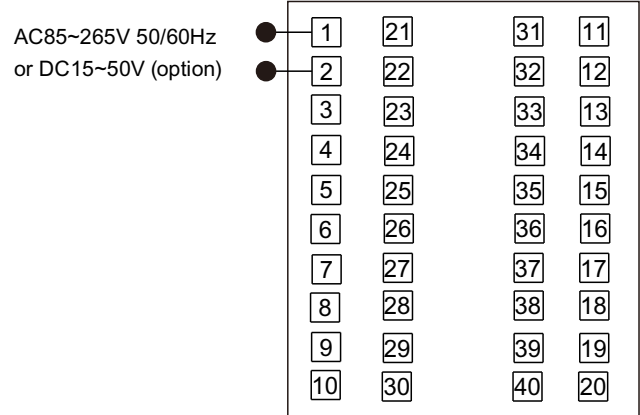 AC85~265V 50/60Hz
or DC15~50V (option)
1 21 31 11
2 22 32 12
3 23 33 13
4 24 34 14
5 25 35 15
6 26 36 16
7 27 37 17
8 28 38 18
9 29 39 19
10 30 40 20